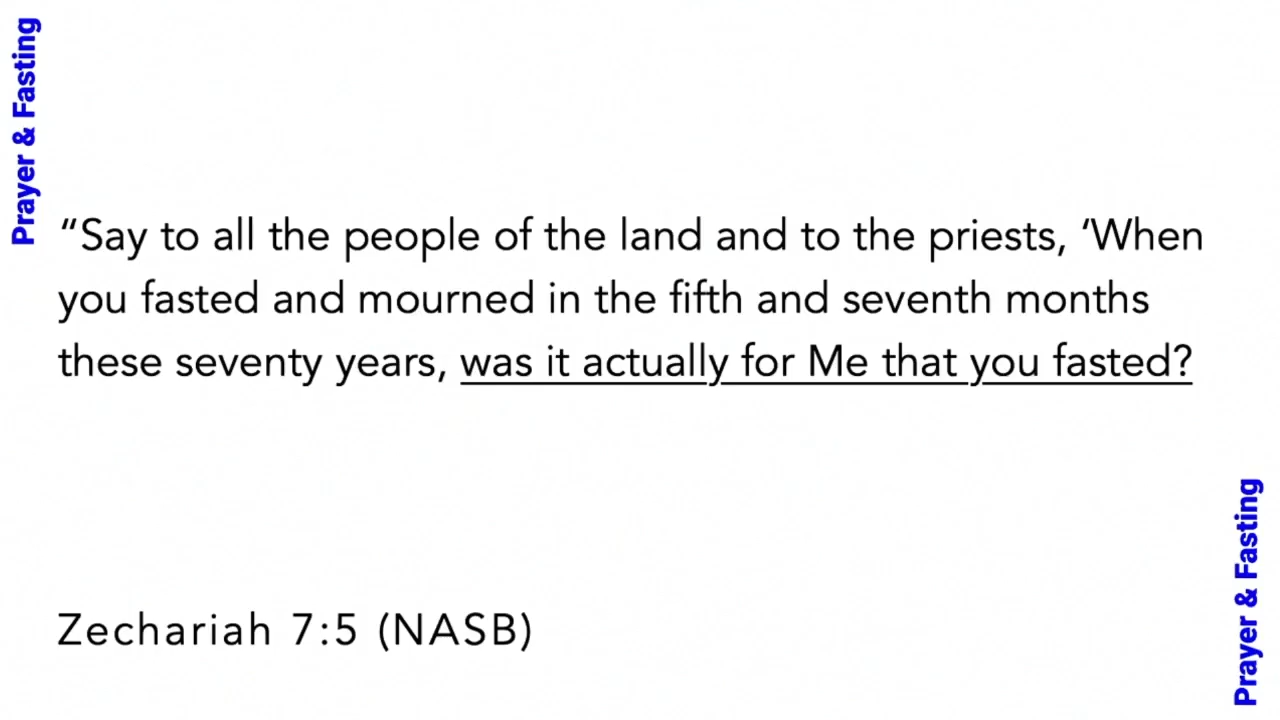 Prayer & Fasting
“Say to all the people of the land and to the priests, ‘When
you fasted and mourned in the fifth and seventh months
these seventy years, was it actually for Me that you fasted?
Zechariah 7:5 (NASB)
Prayer & Fasting